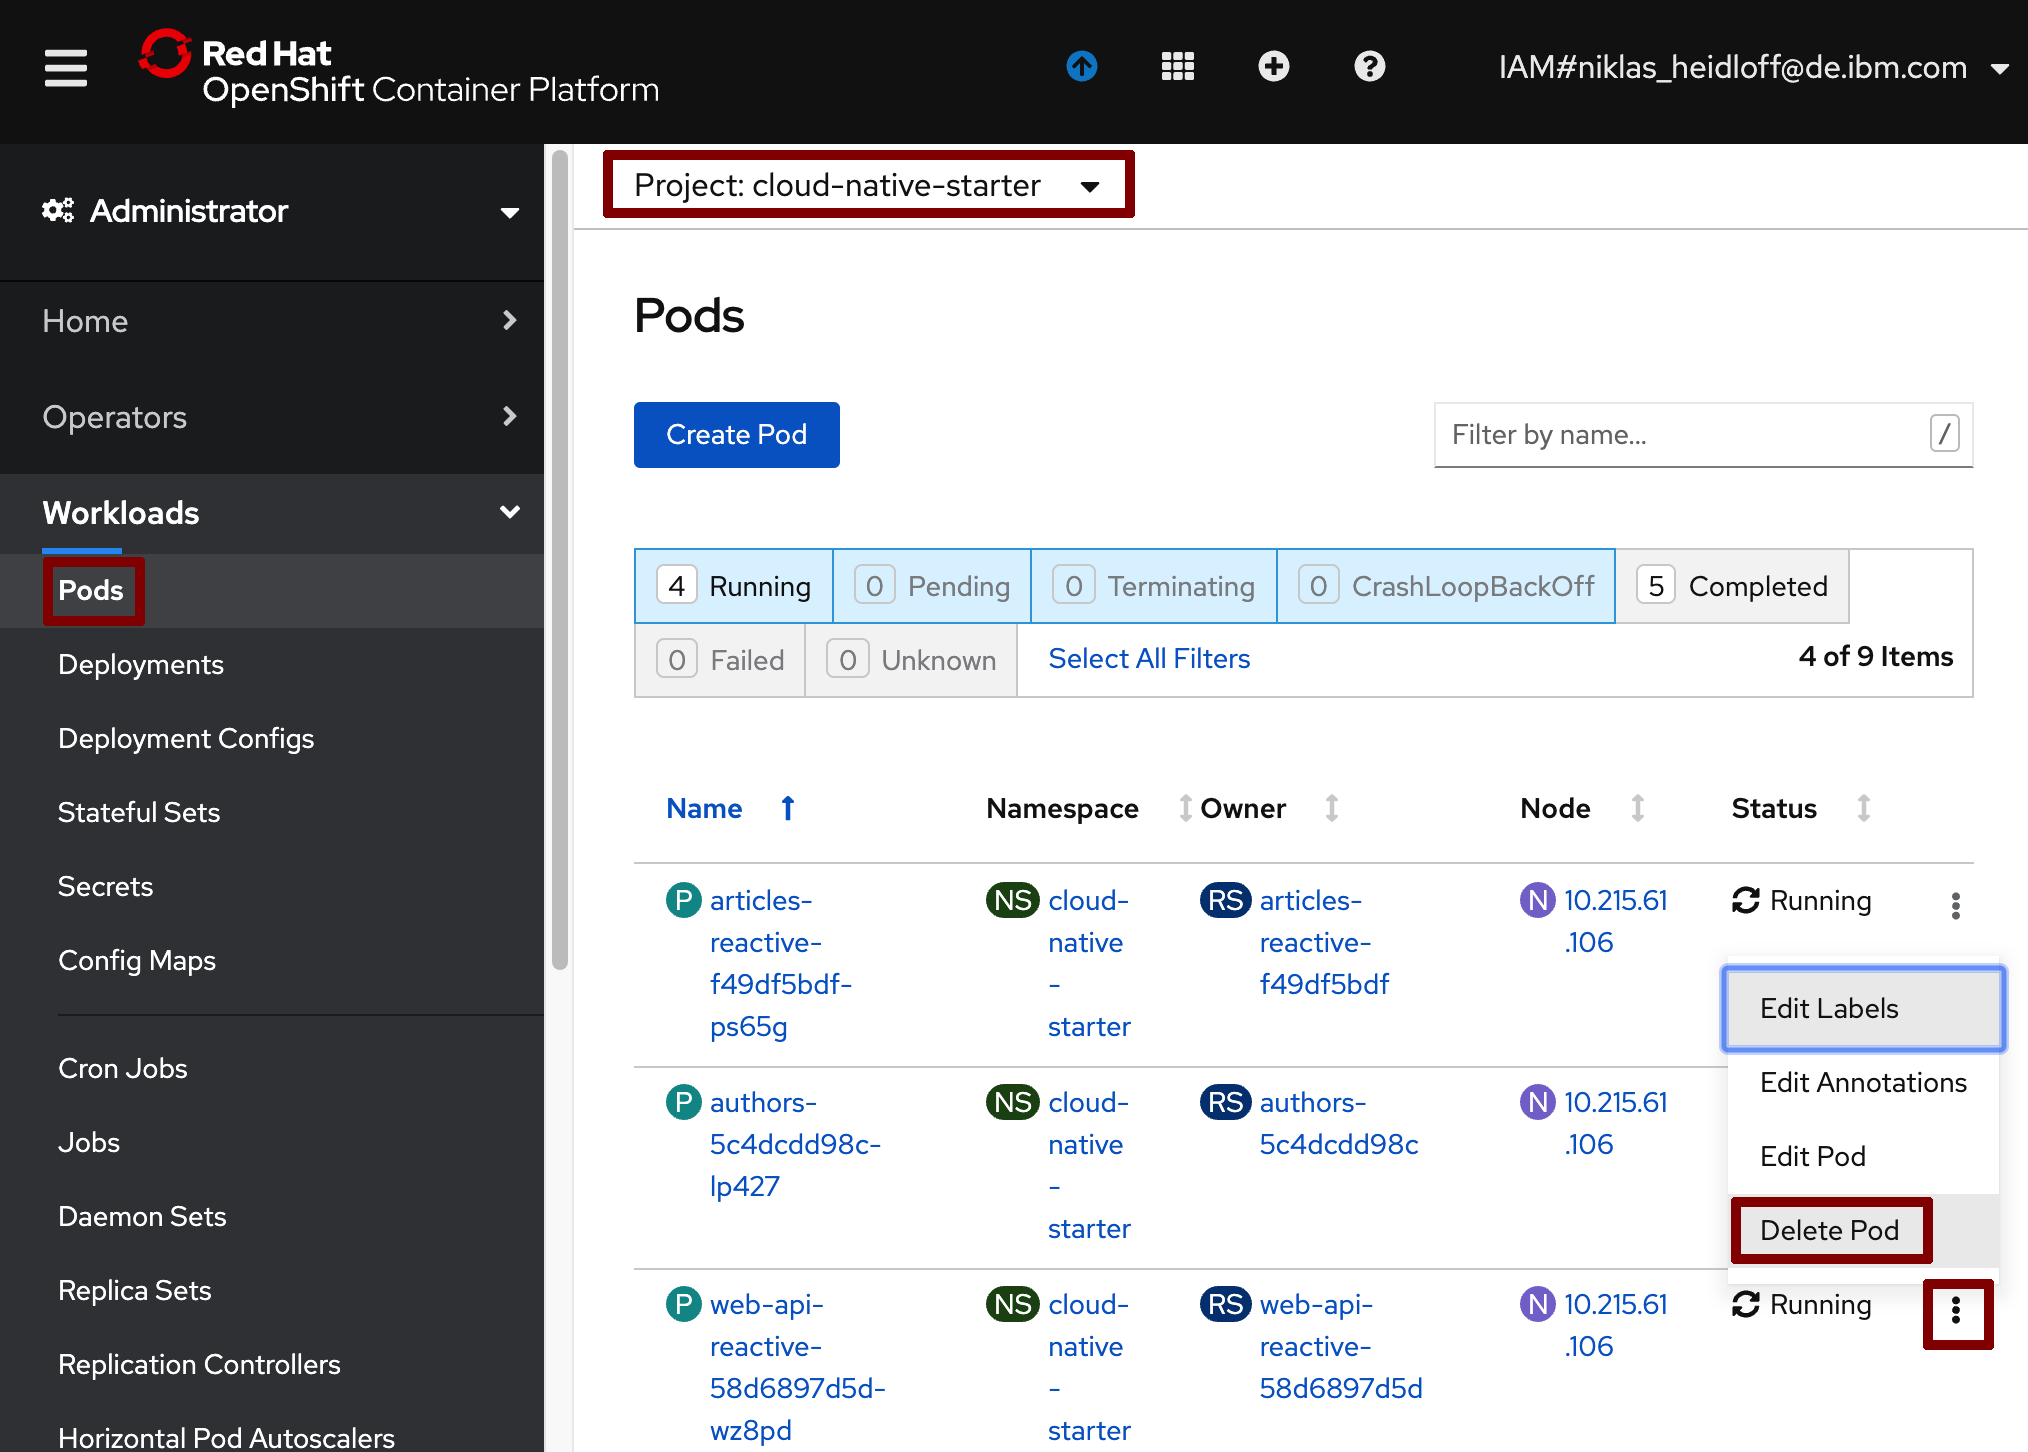 Red Hat
OpenShift Container Platform
IAM#niklas_heidloff@de.ibm.com
Administrator
Home
Operators
Workloads
Pods
Deployments
Deployment Configs
Stateful Sets
Secrets
Config Maps
Cron Jobs
Jobs
Daemon Sets
Replica Sets
Replication Controllers
Horizontal Pod Autoscalers
Project: cloud-native-starter
Pods
Create Pod
Filter by name...
/
4 Running 0 Pending 0 Terminating 0 CrashLoopBackOff 5 Completed
0 Failed 0 Unknown Select All Filters 4 of 9 Items
Name Namespace Owner Node Status
P articles- NS cloud- RS articles- N 10.215.61 Running
reactive- native reactive- .106
f49df5bdf- - f49df5bdf
ps65g starter
P authors- NS cloud- RS authors- N 10.215.61
5c4dcdd98c- native 5c4dcdd98c .106
lp427 -
starter
Edit Labels
Edit Annotations
Edit Pod
Delete Pod
P web-api- NS cloud- RS web-api- N 10.215.61 Running
reactive- native reactive- .106
58d6897d5d- - 58d6897d5d
wz8pd starter